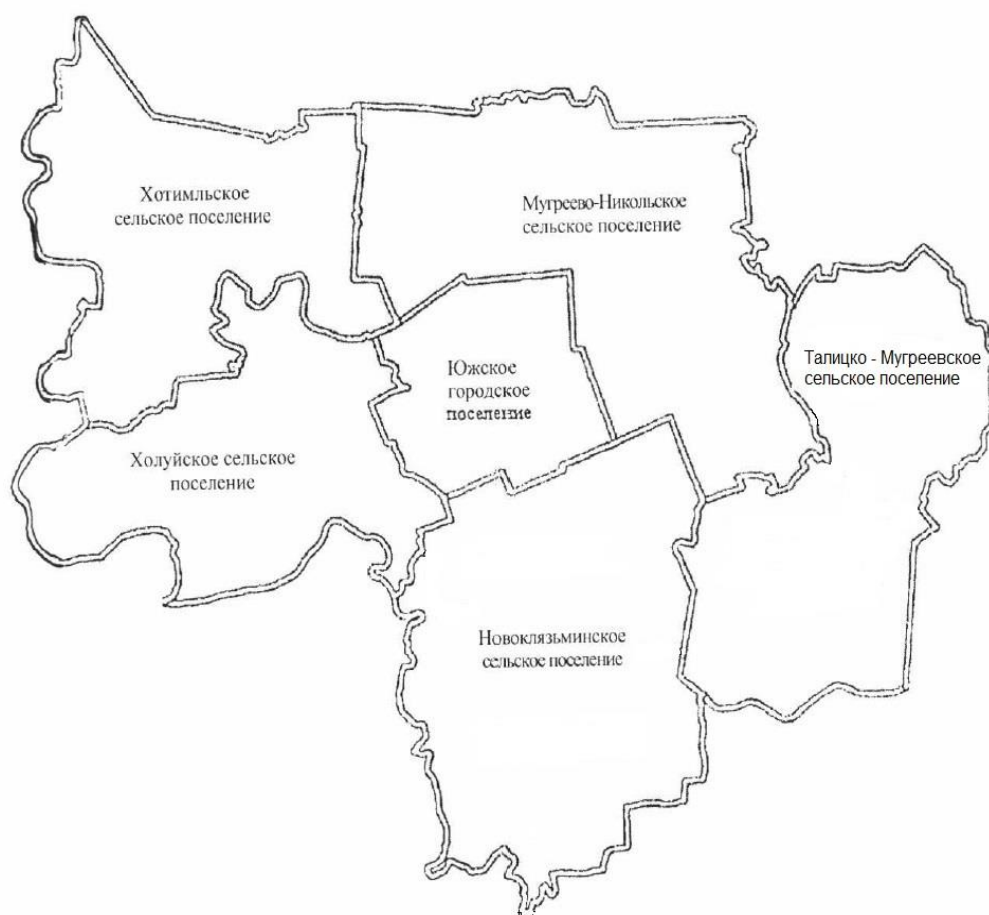 Хотимльское
сельское поселение
Мугреево-Никольское
сельское поселение
Талицко - Мугреевское
сельское поселение
Южское
городское
поселение
Холуйское сельское
поселение
Новоклязьминское
сельское поселение